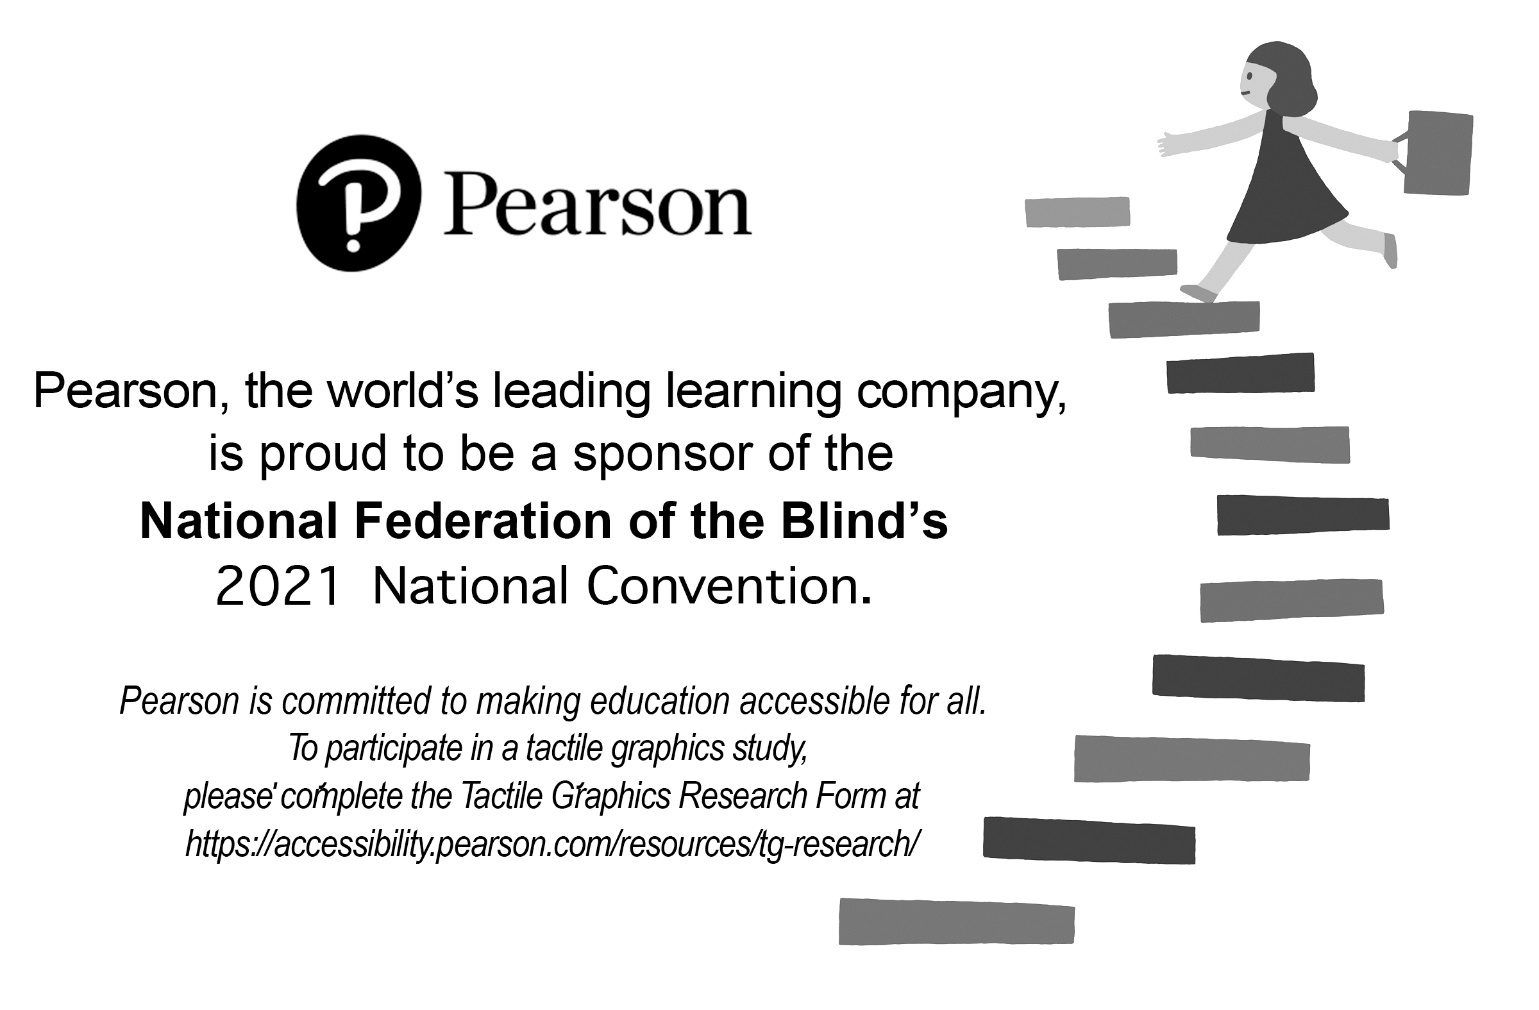 Pearson
Pearson, the world’s leading learning company,
is proud to be a sponsor of the
National Federation of the Blind’s
2021 National Convention.
Pearson is committed to making education accessible for all.
To participate in a tactile graphics study,
please complete the Tactile Graphics Research Form at
https://accessibility.pearson.com/resources/tg-research/